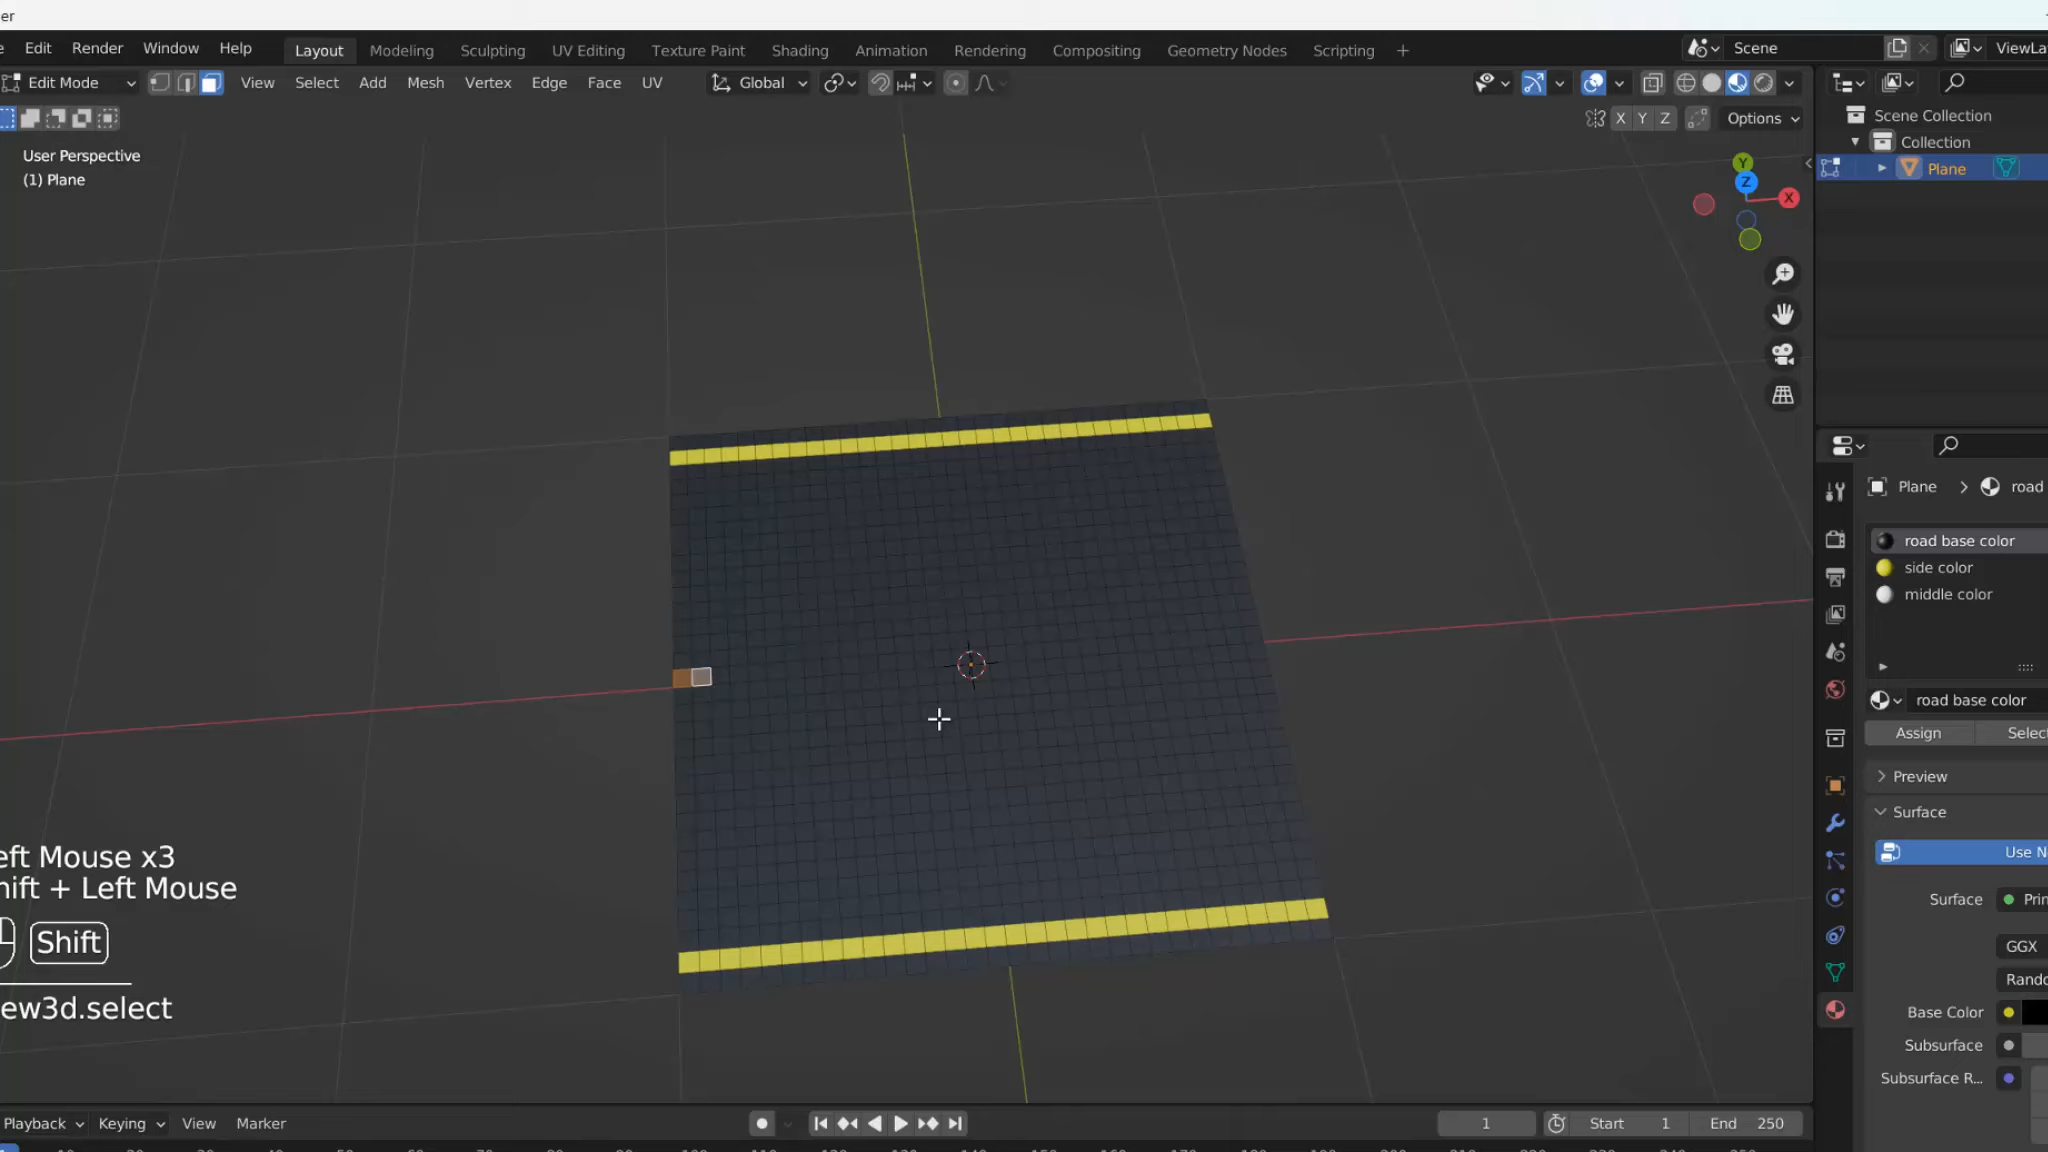 er
e Edit Render Window Help Layout Modeling Sculpting UV Editing Texture Paint Shading Animation Rendering Compositing Geometry Nodes Scripting + Scene ViewLa
Edit Mode View Select Add Mesh Vertex Edge Face UV Global
X Y Z Options
Scene Collection
Collection
Plane
User Perspective
(1) Plane
Y
Z
X
Plane > road
road base color
side color
middle color
road base color
Assign Select
Preview
Surface
Use N
Surface Prin
GGX
Rando
Base Color
Subsurface
Subsurface R...
eft Mouse x3
hift + Left Mouse
Shift
ew3d.select
Playback Keying View Marker 1 Start 1 End 250